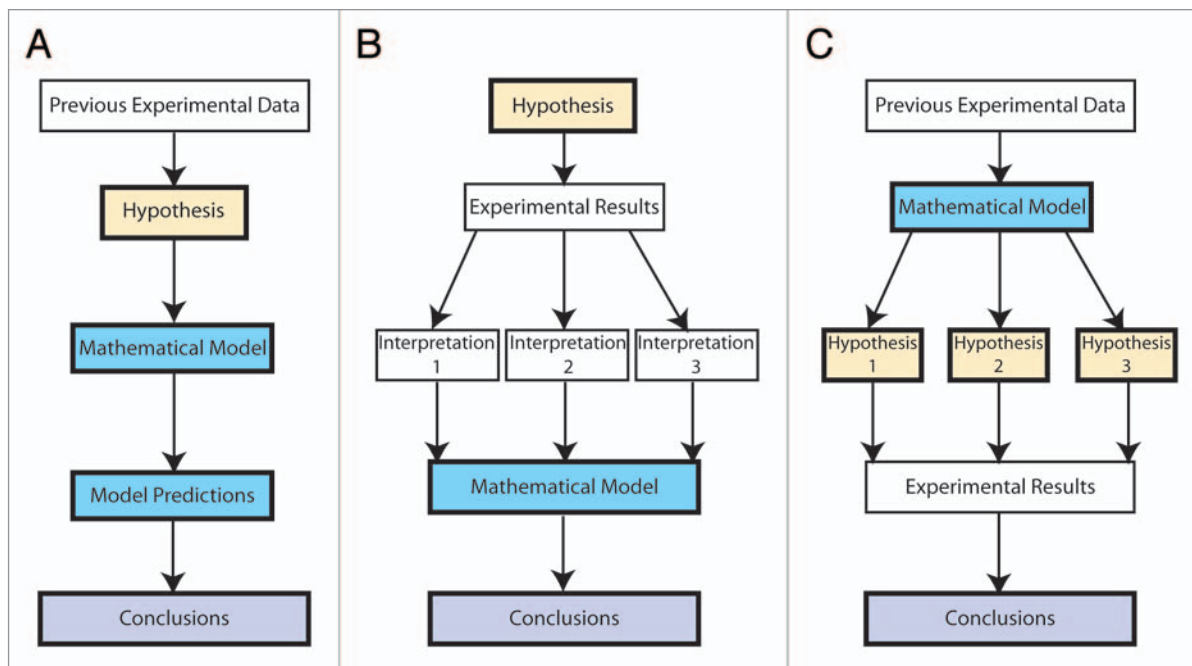 A
Previous Experimental Data
Hypothesis
Mathematical Model
Model Predictions
Conclusions
B
Hypothesis
Experimental Results
Interpretation
1
Interpretation
2
Interpretation
3
Mathematical Model
Conclusions
C
Previous Experimental Data
Mathematical Model
Hypothesis
1
Hypothesis
2
Hypothesis
3
Experimental Results
Conclusions